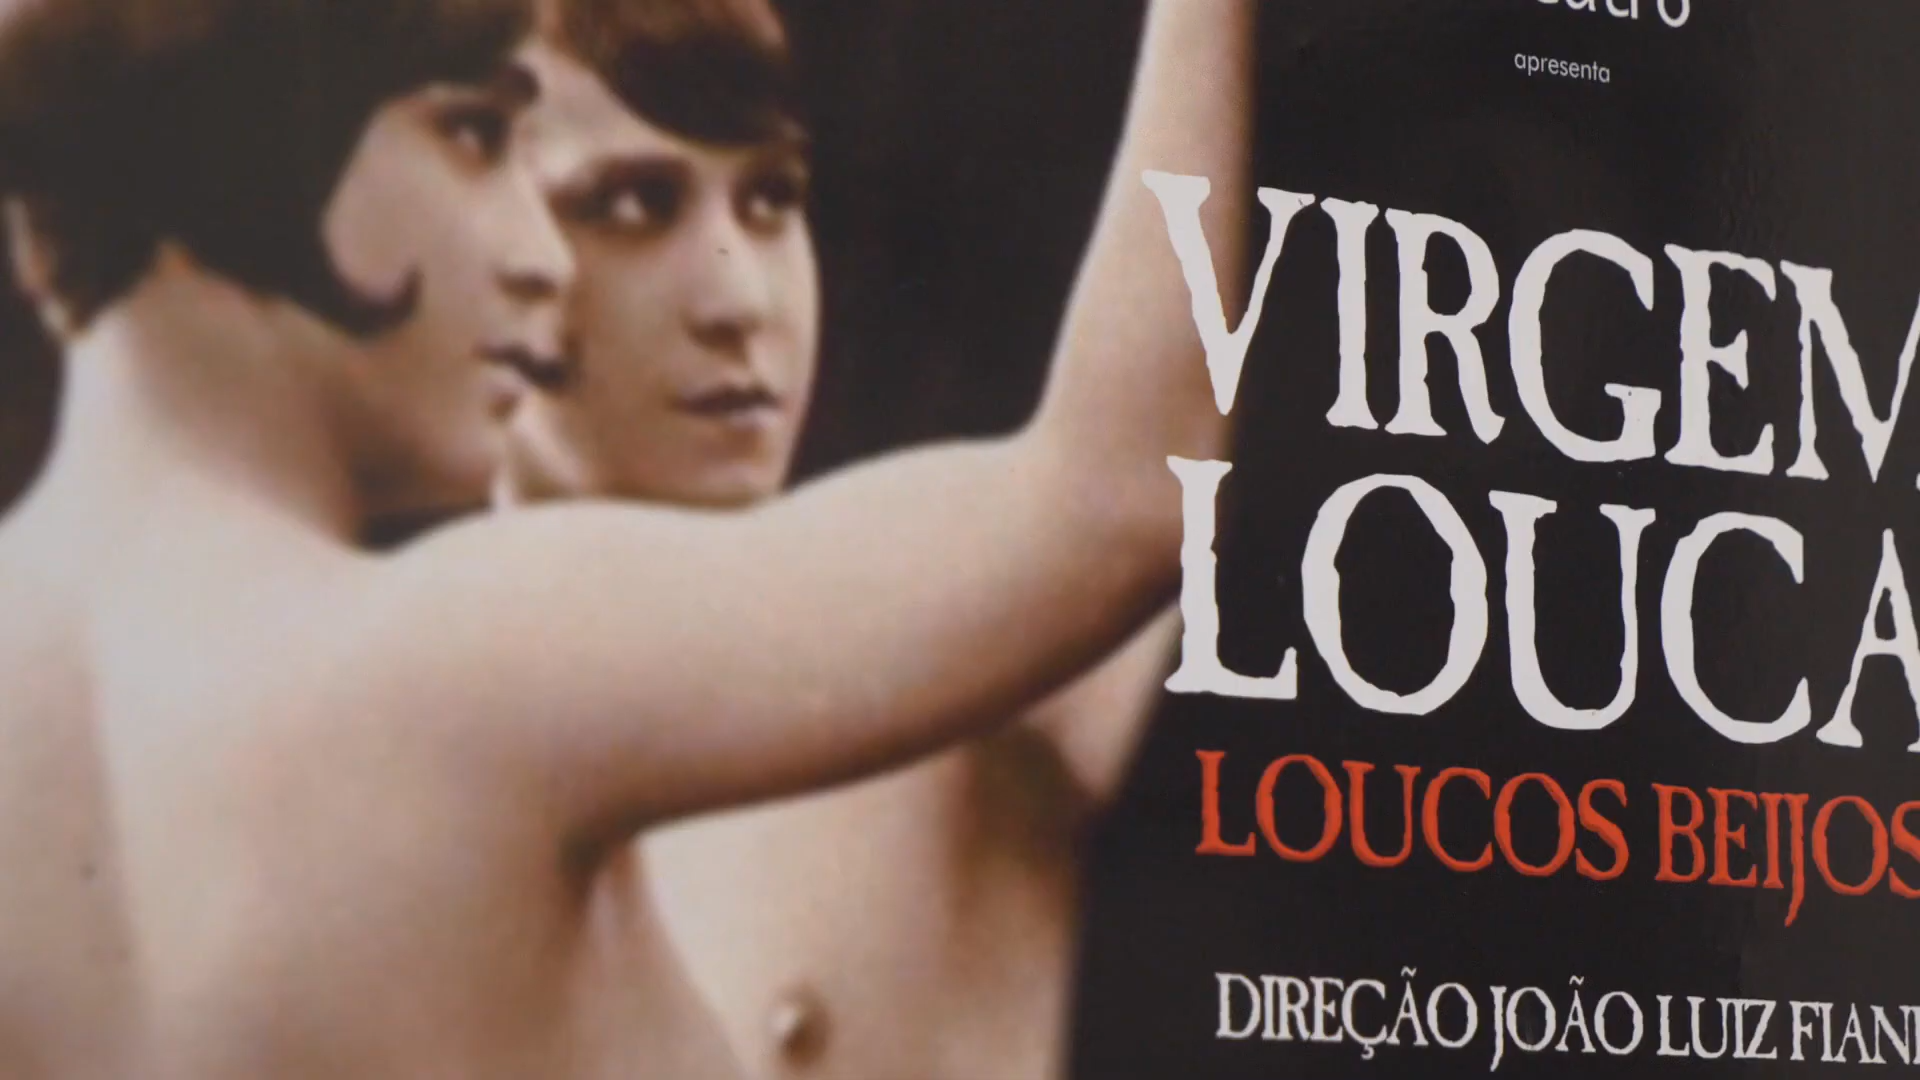 apresenta
VIRGEM
LOUCA
LOUCOS BEIJOS
DIREÇÃO JOÃO LUIZ